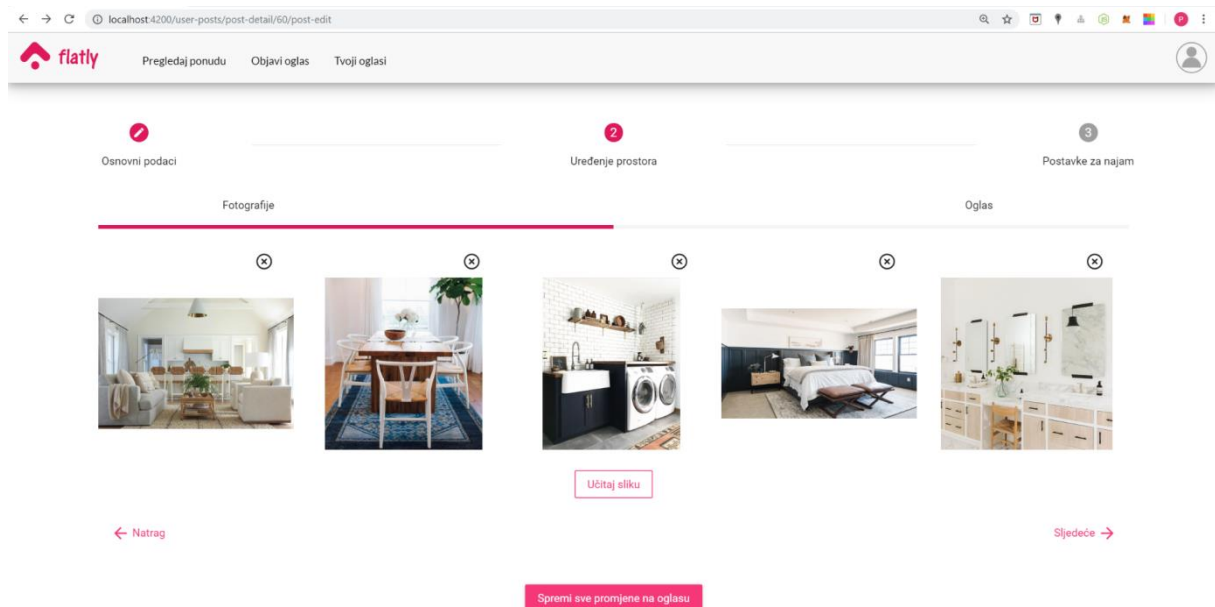 localhost:4200/user-posts/post-detail/60/post-edit
P
flatly
Pregledaj ponudu Objavi oglas Tvoji oglasi
2
3
Osnovni podaci
Uređenje prostora
Postavke za najam
Fotografije
Oglas
Učitaj sliku
← Natrag
Sljedeće →
Spremi sve promjene na oglasu